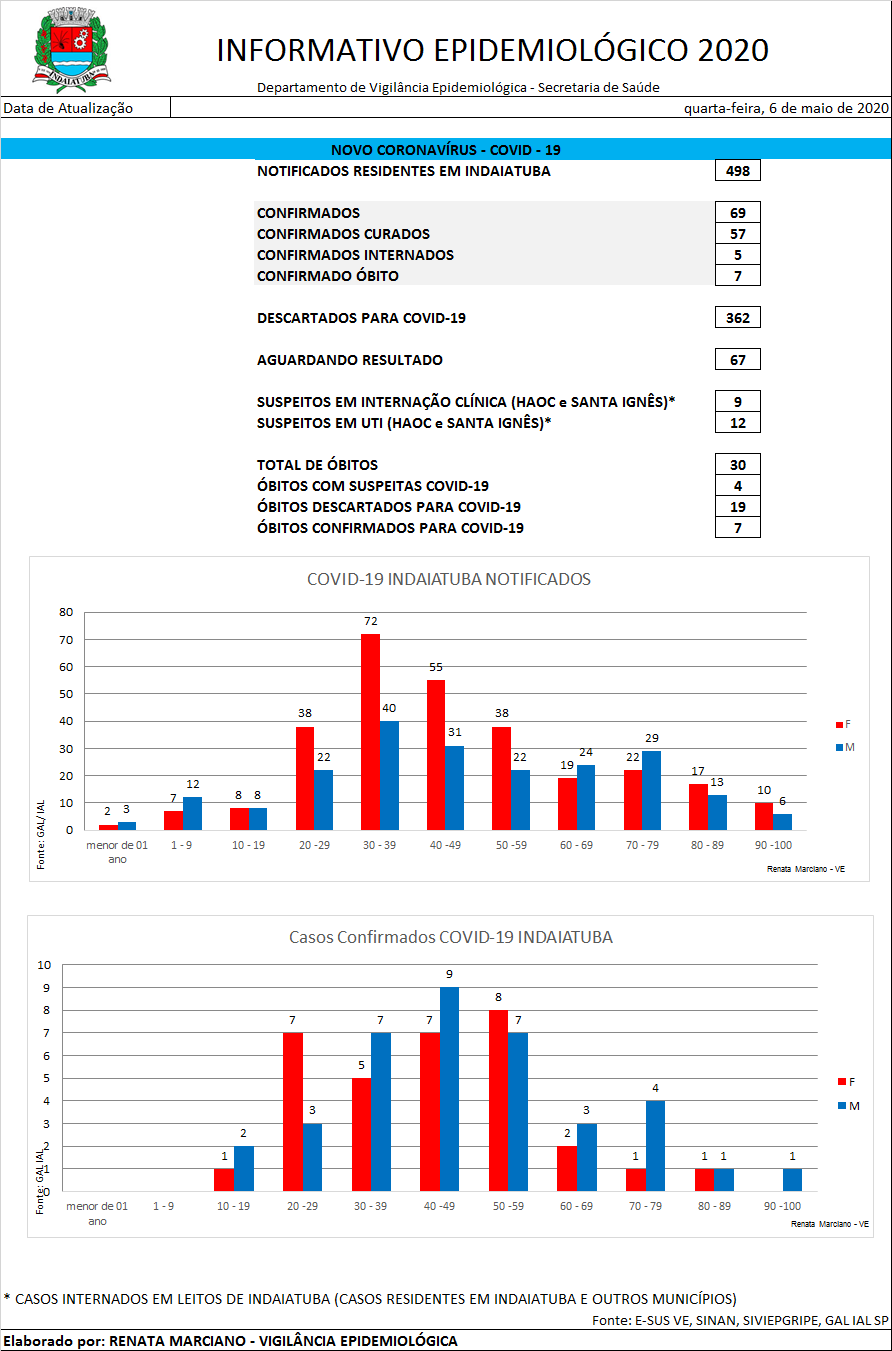 INDAIATUBA
INFORMATIVO EPIDEMIOLÓGICO 2020
Departamento de Vigilância Epidemiológica - Secretaria de Saúde
Data de Atualização quarta-feira, 6 de maio de 2020
NOVO CORONAVÍRUS - COVID - 19
NOTIFICADOS RESIDENTES EM INDAIATUBA 498
CONFIRMADOS 69
CONFIRMADOS CURADOS 57
CONFIRMADOS INTERNADOS 5
CONFIRMADO ÓBITO 7
DESCARTADOS PARA COVID-19 362
AGUARDANDO RESULTADO 67
SUSPEITOS EM INTERNAÇÃO CLÍNICA (HAOC e SANTA IGNÊS)* 9
SUSPEITOS EM UTI (HAOC e SANTA IGNÊS)* 12
TOTAL DE ÓBITOS 30
ÓBITOS COM SUSPEITAS COVID-19 4
ÓBITOS DESCARTADOS PARA COVID-19 19
ÓBITOS CONFIRMADOS PARA COVID-19 7
COVID-19 INDAIATUBA NOTIFICADOS
80
70
60
50
40
30
20
10
0
2 3 7 12 8 8 38 22 72 40 55 31 38 22 19 24 22 29 17 13 10 6
F
M
menor de 01 ano 1 - 9 10 - 19 20 -29 30 - 39 40 -49 50 -59 60 - 69 70 - 79 80 - 89 90 -100
Fonte: GAL/ IAL
Renata Marciano - VE
Casos Confirmados COVID-19 INDAIATUBA
10
9
8
7
6
5
4
3
2
1
0
1 2 7 3 5 7 7 9 8 7 2 3 1 4 1 1 1
F
M
menor de 01 ano 1 - 9 10 - 19 20 -29 30 - 39 40 -49 50 -59 60 - 69 70 - 79 80 - 89 90 -100
Fonte: GAL IAL
Renata Marciano - VE
* CASOS INTERNADOS EM LEITOS DE INDAIATUBA (CASOS RESIDENTES EM INDAIATUBA E OUTROS MUNICÍPIOS)
Fonte: E-SUS VE, SINAN, SIVIEPGRIPE, GAL IAL SP
Elaborado por: RENATA MARCIANO - VIGILÂNCIA EPIDEMIOLÓGICA